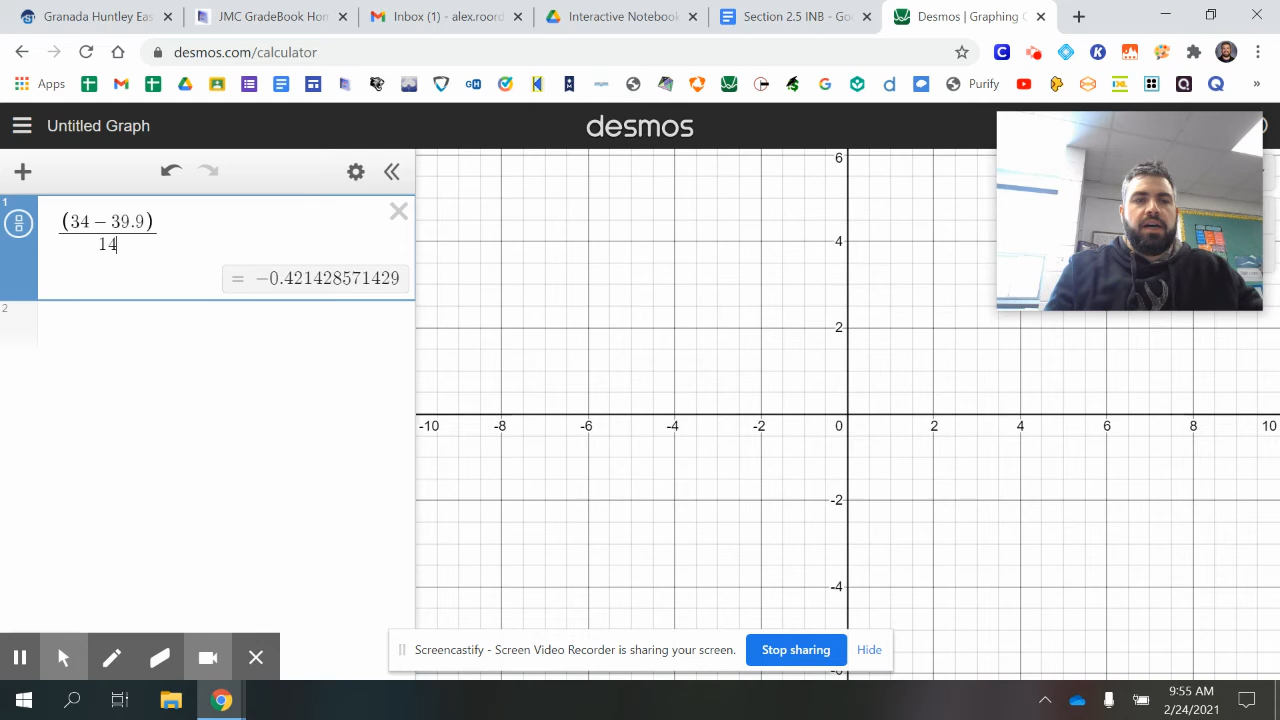 Granada Huntley Eas
JMC GradeBook Hon
Inbox (1) - alex.roord
Interactive Notebook
Section 2.5 INB - Go
Desmos | Graphing C
desmos.com/calculator
Apps
Purify
Untitled Graph
desmos
1
(34 − 39.9)
14
= −0.421428571429
2
6
4
2
-10 -8 -6 -4 -2 0 2 4 6 8 10
-2
-4
Screencastify - Screen Video Recorder is sharing your screen. Stop sharing Hide
9:55 AM
2/24/2021